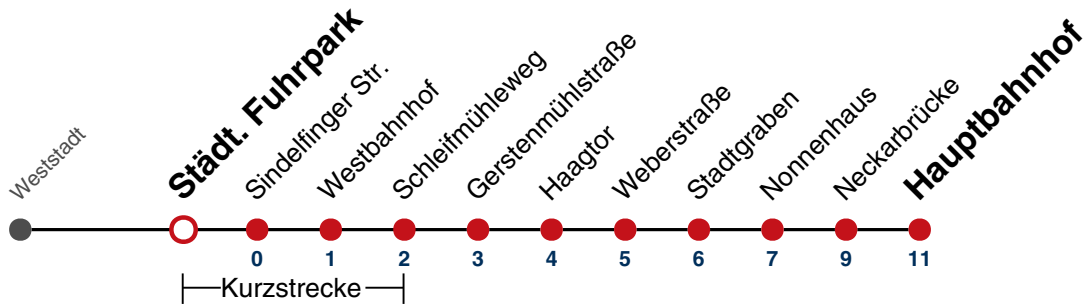 Weststadt
Städt. Fuhrpark
Sindelfinger Str.
Westbahnhof
Schleifmühleweg
Gerstenmühlstraße
Haagtor
Weberstraße
Stadtgraben
Nonnenhaus
Neckarbrücke
Hauptbahnhof
0 1 2 3 4 5 6 7 9 11
Kurzstrecke